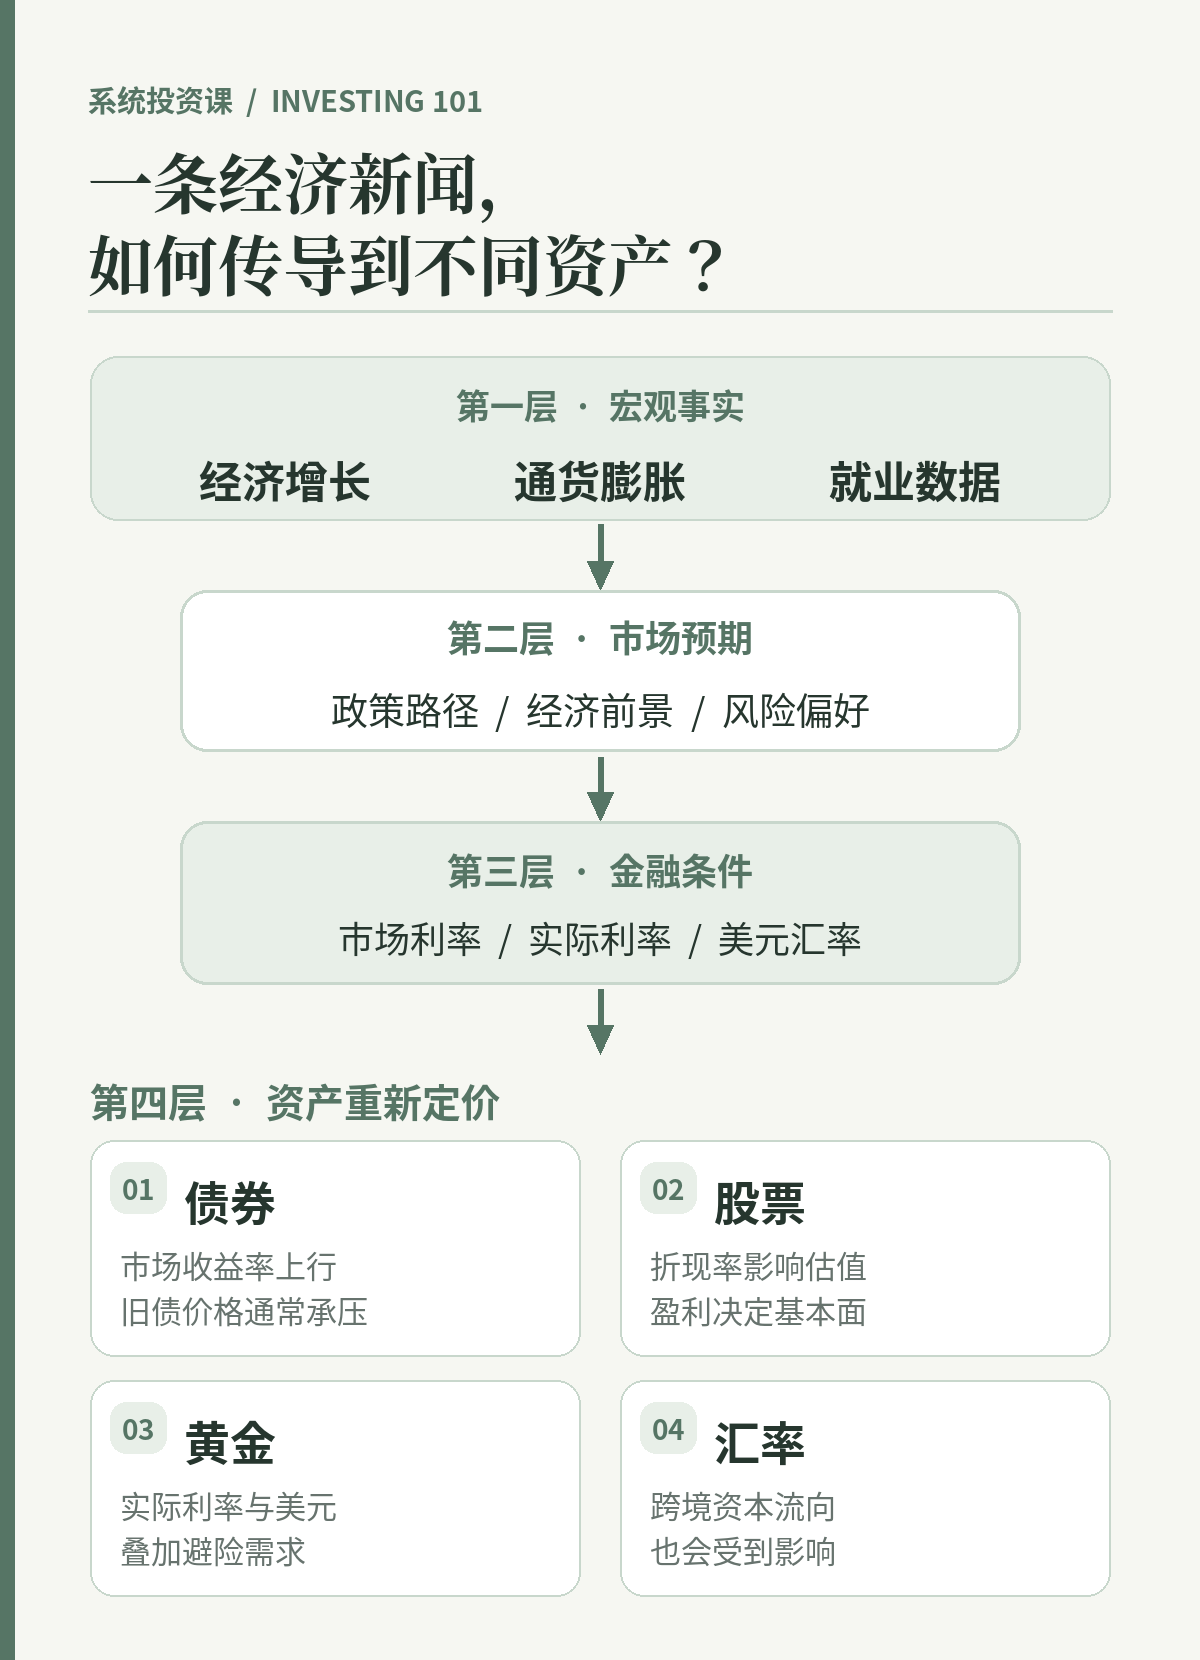 系统投资课 / INVESTING 101
一条经济新闻,
如何传导到不同资产？
第一层 · 宏观事实
经济增长 通货膨胀 就业数据
第二层 · 市场预期
政策路径 / 经济前景 / 风险偏好
第三层 · 金融条件
市场利率 / 实际利率 / 美元汇率
第四层 · 资产重新定价
01 债券
市场收益率上行
旧债价格通常承压
02 股票
折现率影响估值
盈利决定基本面
03 黄金
实际利率与美元
叠加避险需求
04 汇率
跨境资本流向
也会受到影响